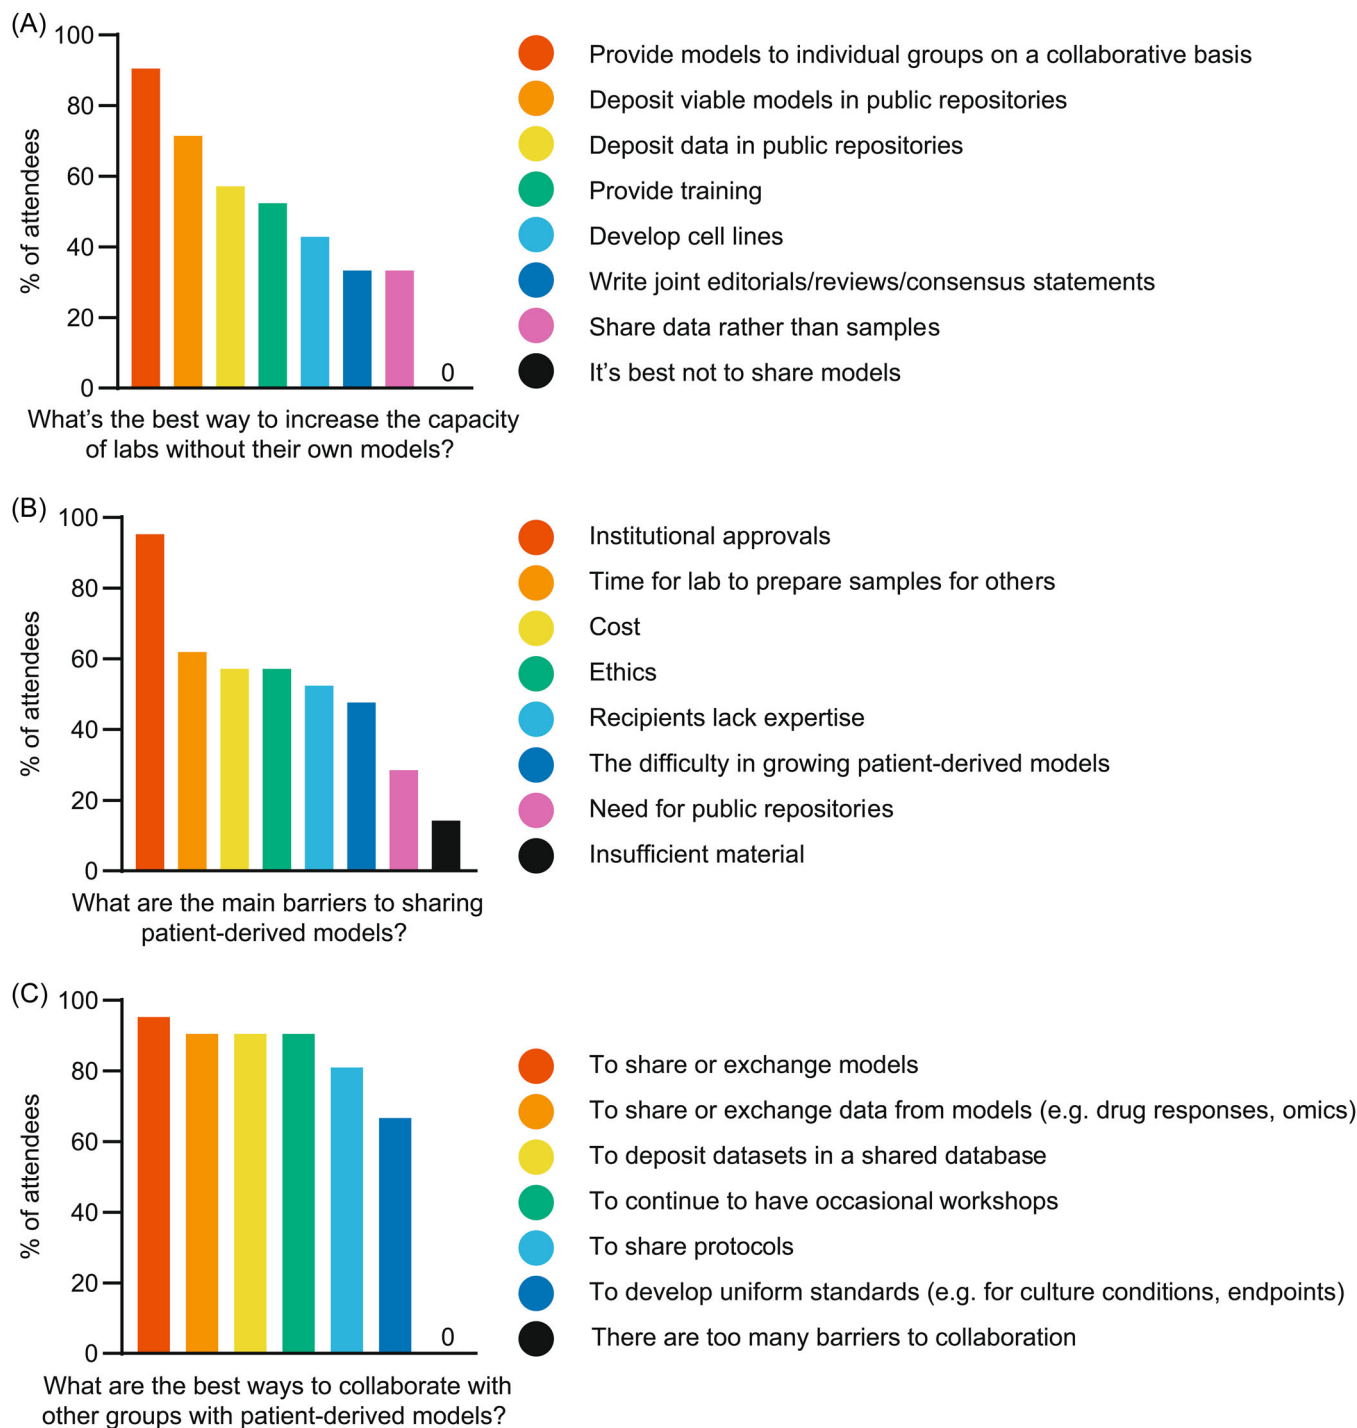 (A)
100
80
60
40
20
0
% of attendees
0
What’s the best way to increase the capacity
of labs without their own models?
Provide models to individual groups on a collaborative basis
Deposit viable models in public repositories
Deposit data in public repositories
Provide training
Develop cell lines
Write joint editorials/reviews/consensus statements
Share data rather than samples
It’s best not to share models
(B)
100
80
60
40
20
0
% of attendees
What are the main barriers to sharing
patient-derived models?
Institutional approvals
Time for lab to prepare samples for others
Cost
Ethics
Recipients lack expertise
The difficulty in growing patient-derived models
Need for public repositories
Insufficient material
(C)
100
80
60
40
20
0
% of attendees
0
What are the best ways to collaborate with
other groups with patient-derived models?
To share or exchange models
To share or exchange data from models (e.g. drug responses, omics)
To deposit datasets in a shared database
To continue to have occasional workshops
To share protocols
To develop uniform standards (e.g. for culture conditions, endpoints)
There are too many barriers to collaboration